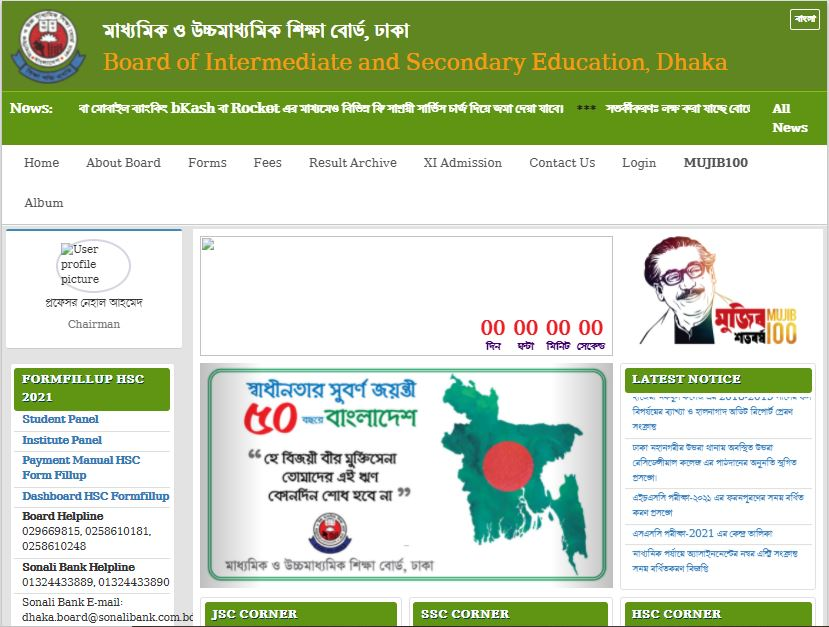 মাধ্যমিক ও উচ্চমাধ্যমিক শিক্ষা বোর্ড, ঢাকা
বাংলা
Board of Intermediate and Secondary Education, Dhaka
News:
বা মোবাইল ব্যাংকিং bKash বা Rocket এর মাধ্যমেও বিভিন্ন ফি সাশ্রয়ী সার্ভিস চার্জ দিয়ে জমা দেয়া যাবে। *** সতর্কীকরণঃ লক্ষ করা যাচ্ছে
All
News
Home About Board Forms Fees Result Archive XI Admission Contact Us Login MUJIB100
Album
User
profile
picture
প্রফেসর নেহাল আহমেদ
Chairman
FORMFILLUP HSC
2021
Student Panel
Institute Panel
Payment Manual HSC
Form Fillup
Dashboard HSC Formfillup
Board Helpline
029669815, 0258610181,
0258610248
Sonali Bank Helpline
01324433889, 01324433890
Sonali Bank E-mail:
dhaka.board@sonalibank.com.bd
00 00 00 00
দিন ঘন্টা মিনিট সেকেন্ড
স্বাধীনতার সুবর্ণ জয়ন্তী
৫০ বছরে বাংলাদেশ
“হে বিজয়ী বীর মুক্তিসেনা
তোমাদের এই ঋণ
কোনদিন শোধ হবে না”
মাধ্যমিক ও উচ্চমাধ্যমিক শিক্ষা বোর্ড, ঢাকা
মুজিব MUJIB
শতবর্ষ 100
LATEST NOTICE
বিপর্যয়ের ব্যাখ্যা ও হালনাগাদ অডিট রিপোর্ট প্রেরণ
সংক্রান্ত
ঢাকা মহানগরীর উত্তরা থানায় অবস্থিত উত্তরা
রেসিডেন্সীয়াল কলেজ এর পাঠদানের অনুমতি স্থগিত
প্রসঙ্গে।
এইচএসসি পরীক্ষা-২০২১ এর ফরমপূরণের সময় বর্ধিত
করণ প্রসঙ্গে
এসএসসি পরীক্ষা-2021 এর কেন্দ্র তালিকা
মাধ্যমিক পর্যায়ে অ্যাসাইনমেন্টের নম্বর এন্ট্রি সংক্রান্ত
সময় বর্ধিতকরণ বিজ্ঞপ্তি
JSC CORNER
SSC CORNER
HSC CORNER